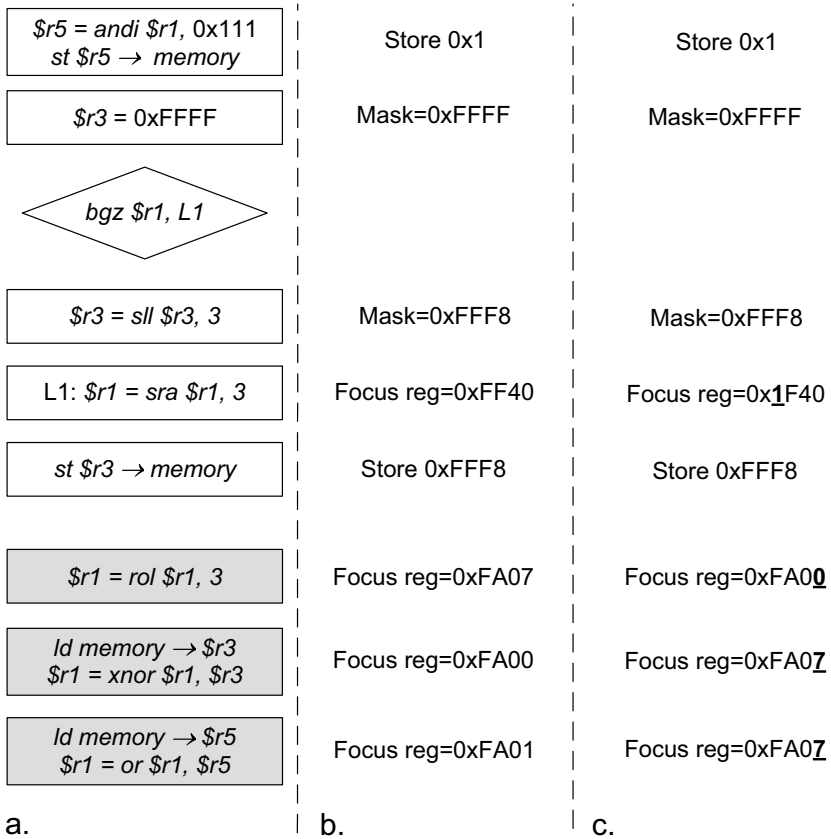 $r5 = andi $r1, 0x111
st $r5 → memory
Store 0x1
Store 0x1
$r3 = 0xFFFF
Mask=0xFFFF
Mask=0xFFFF
bgz $r1, L1
$r3 = sll $r3, 3
Mask=0xFFF8
Mask=0xFFF8
L1: $r1 = sra $r1, 3
Focus reg=0xFF40
Focus reg=0x1F40
st $r3 → memory
Store 0xFFF8
Store 0xFFF8
$r1 = rol $r1, 3
Focus reg=0xFA07
Focus reg=0xFA00
ld memory → $r3
$r1 = xnor $r1, $r3
Focus reg=0xFA00
Focus reg=0xFA07
ld memory → $r5
$r1 = or $r1, $r5
Focus reg=0xFA01
Focus reg=0xFA07
a.
b.
c.